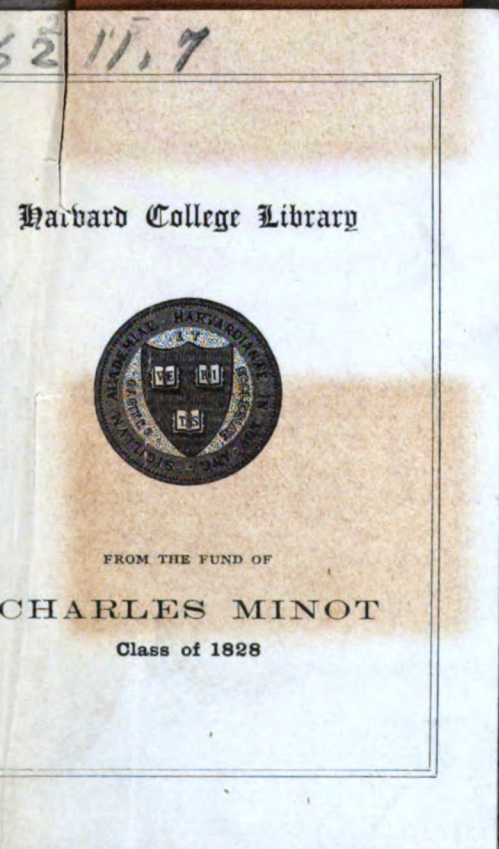 62 11.7
Harvard College Library
VE RI
TAS
FROM THE FUND OF
CHARLES MINOT
Class of 1828